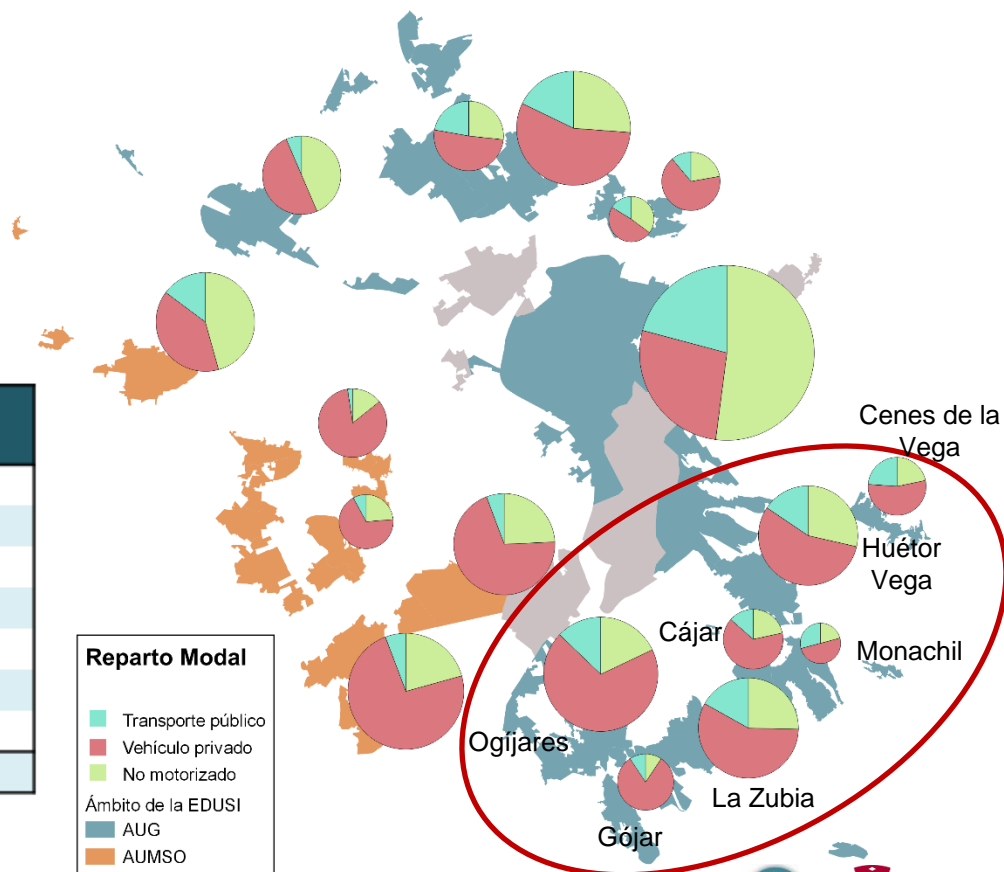 Cenes de la
Vega
Huétor
Vega
Cájar
Monachil
Ogíjares
La Zubia
Gójar
Reparto Modal
Transporte público
Vehículo privado
No motorizado
Ámbito de la EDUSI
AUG
AUMSO